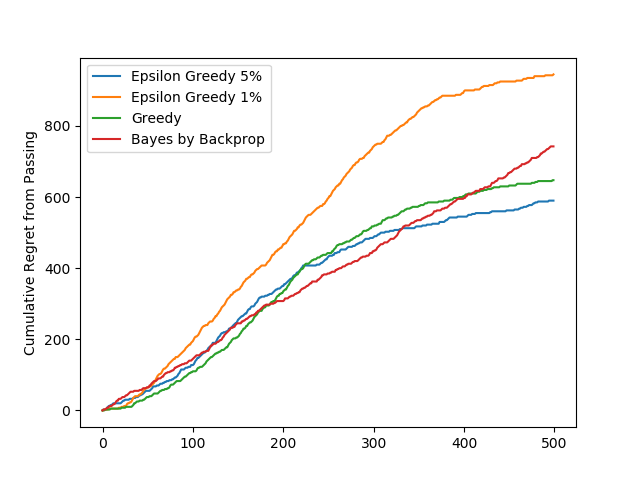 Epsilon Greedy 5%
Epsilon Greedy 1%
Greedy
Bayes by Backprop
Cumulative Regret from Passing
800
600
400
200
0
0 100 200 300 400 500